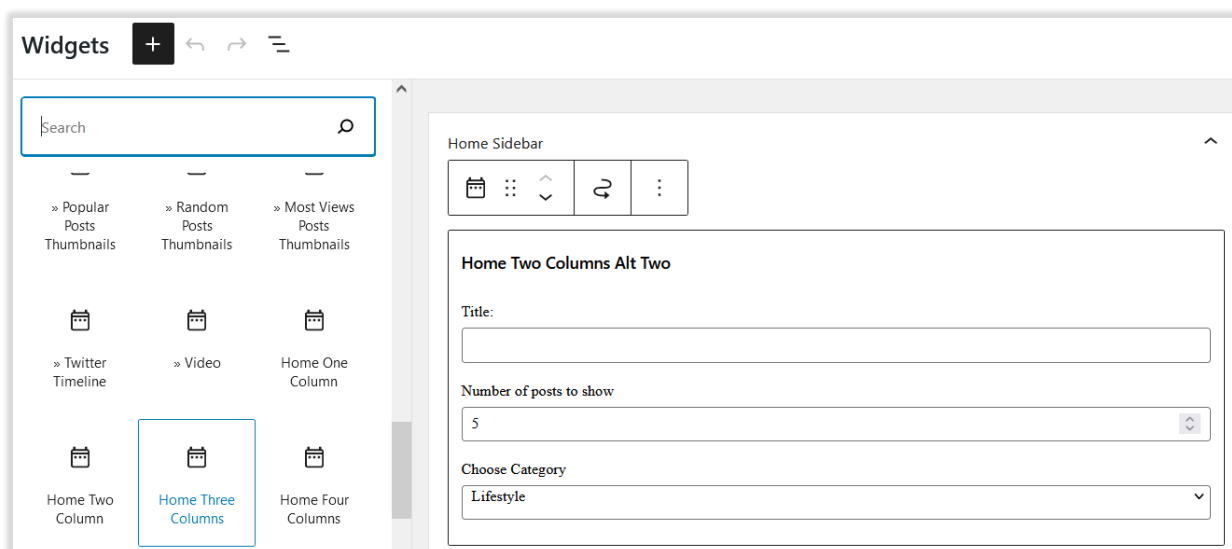 Widgets
Search
» Popular
Posts
Thumbnails
» Random
Posts
Thumbnails
» Most Views
Posts
Thumbnails
» Twitter
Timeline
» Video
Home One
Column
Home Two
Column
Home Three
Columns
Home Four
Columns
Home Sidebar
Home Two Columns Alt Two
Title:
Number of posts to show
5
Choose Category
Lifestyle